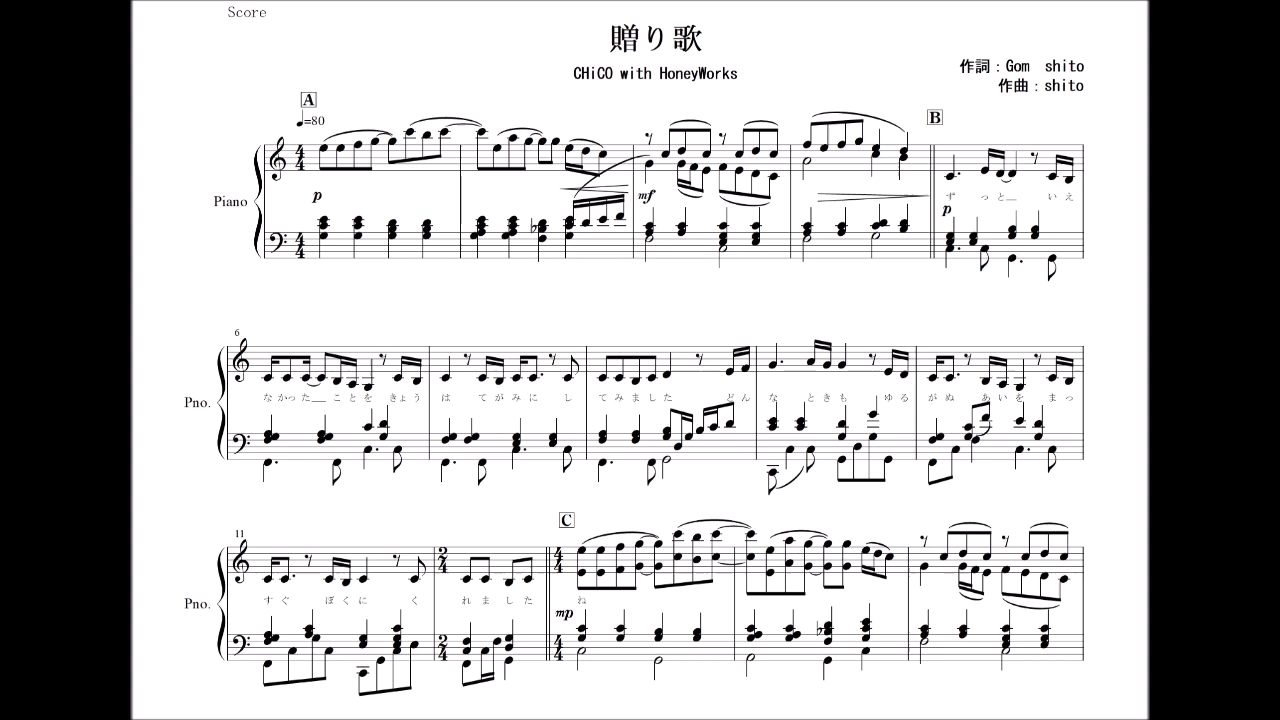 Score
贈り歌
CHiCO with HoneyWorks
作詞：Gom shito
作曲：shito
A
♩=80
B
Piano
p
mf
ずっと＿ いえ
p
6
Pno.
なかった＿ ことを きょう は てがみに し てみました どん な ときも ゆる がぬ あいを まっ
11
C
Pno.
すぐ ぼくに く れました ね
mp